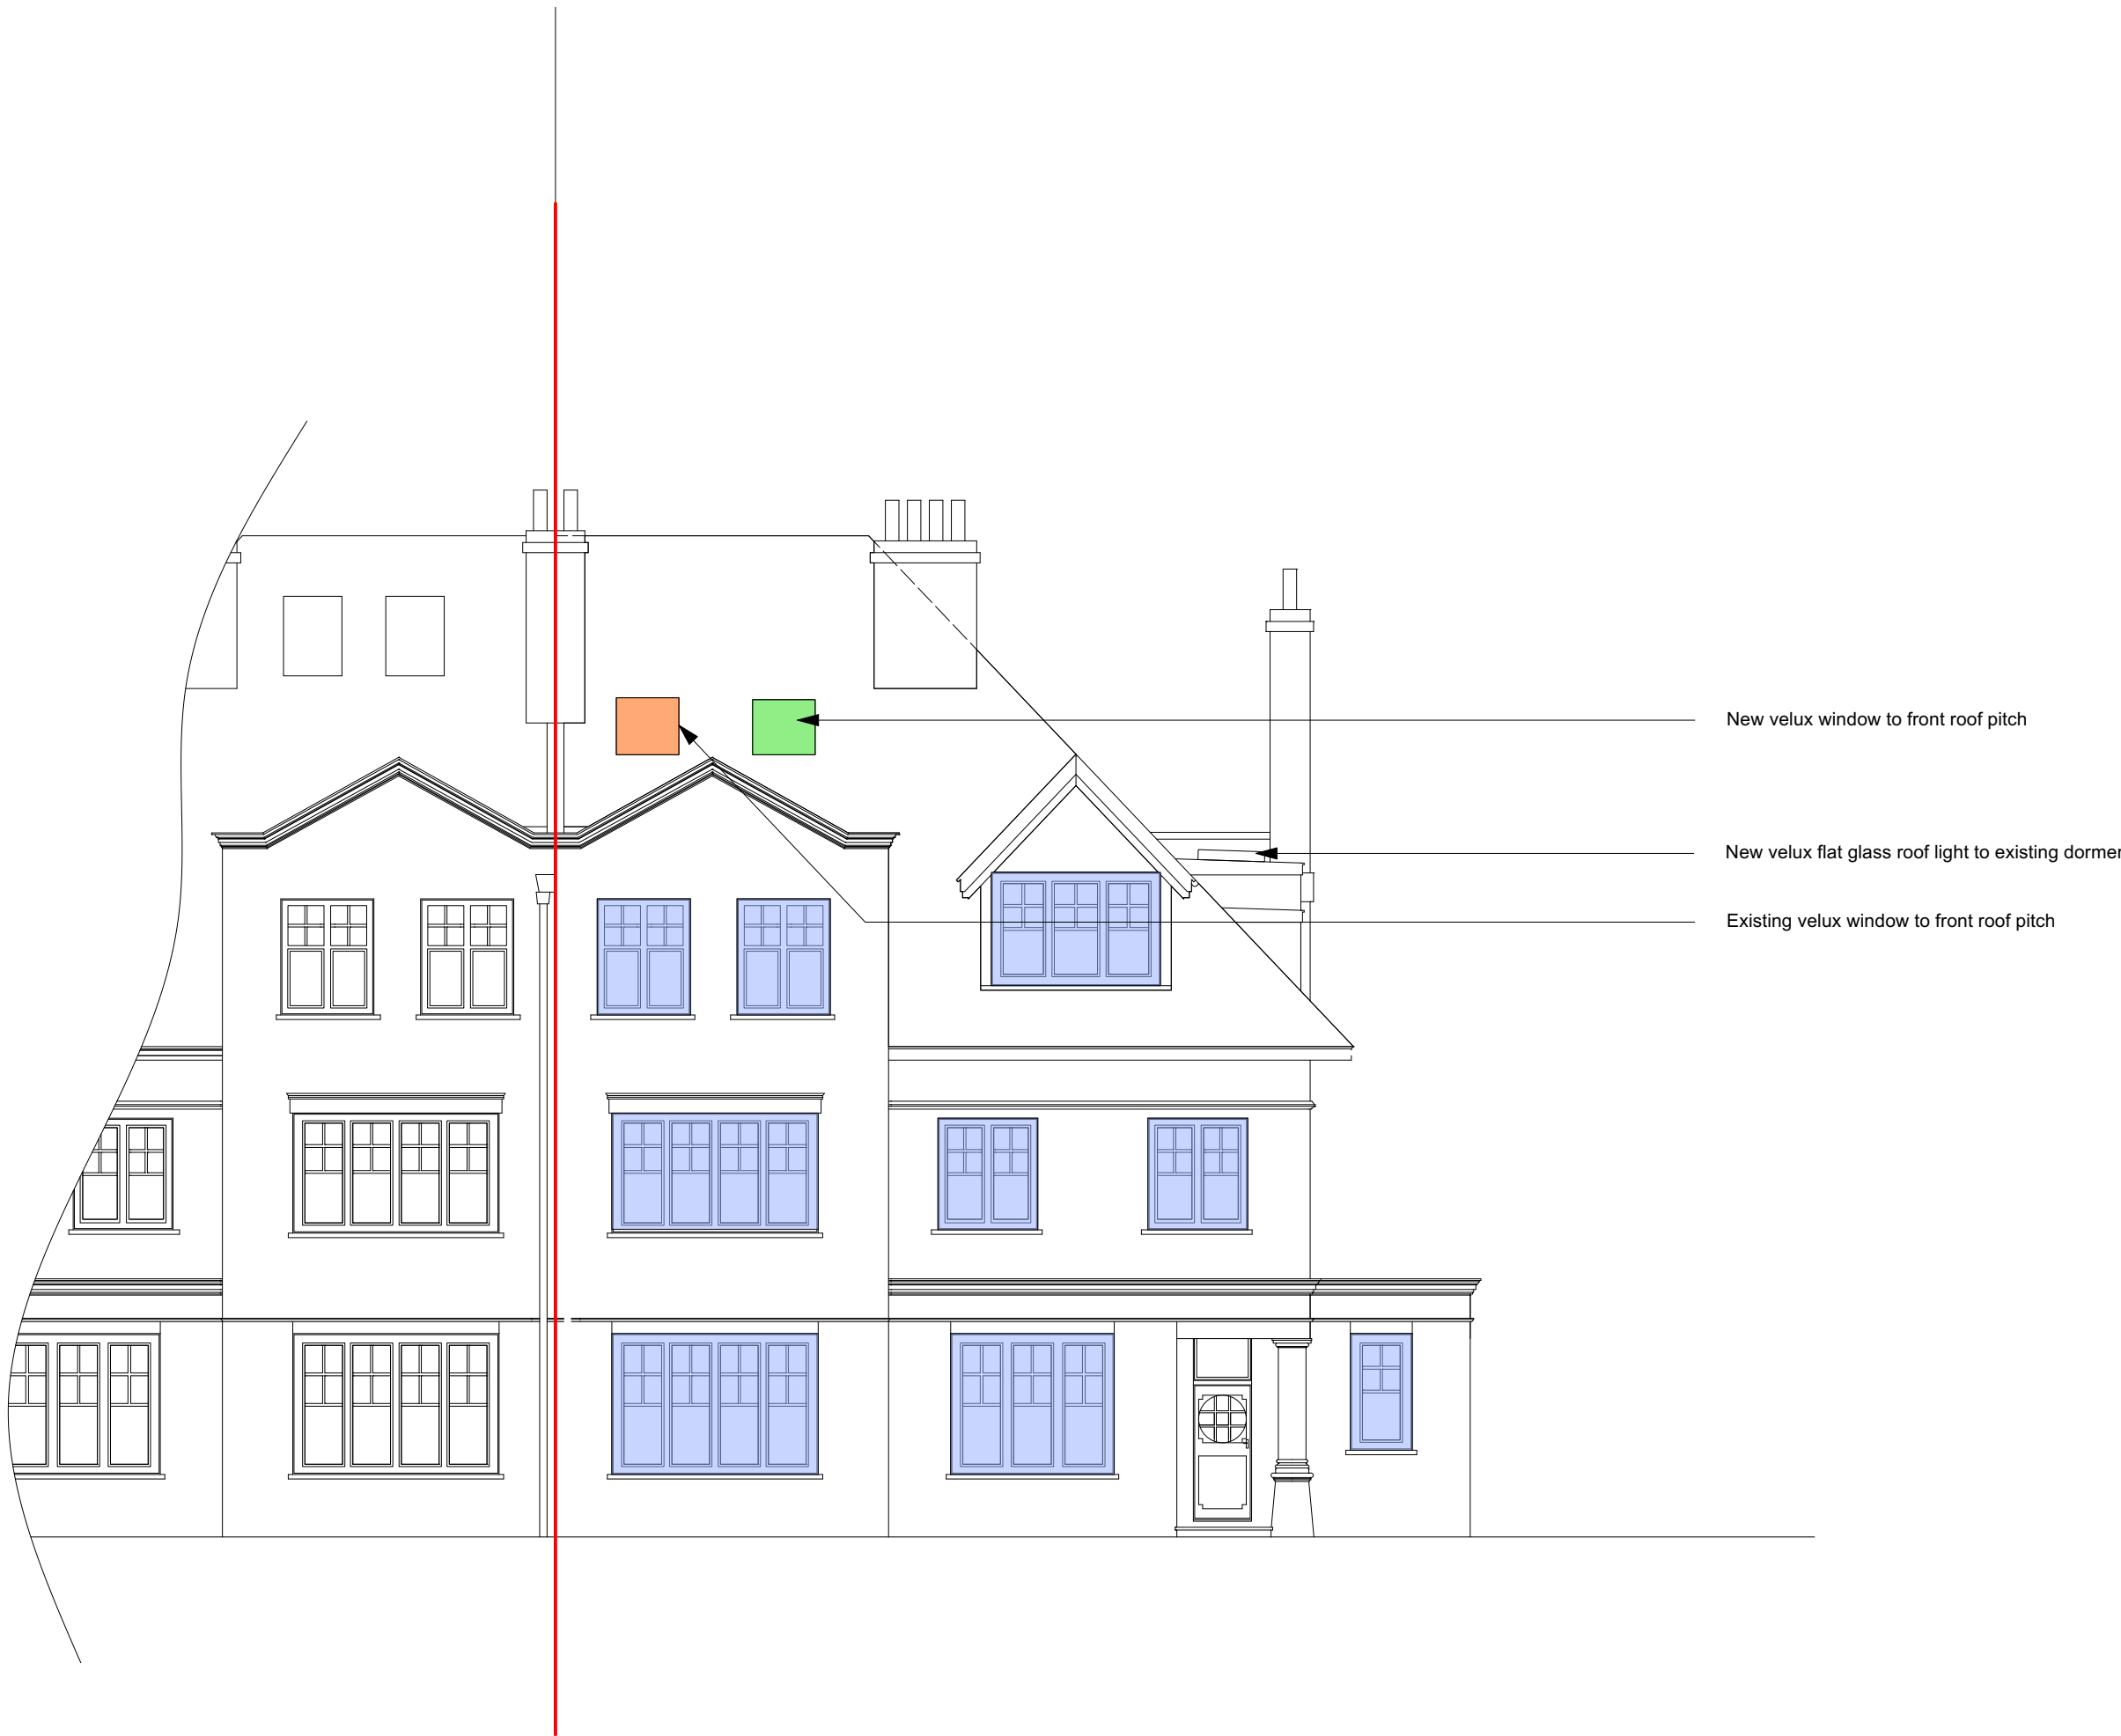 New velux window to front roof pitch
New velux flat glass roof light to existing dormer
Existing velux window to front roof pitch